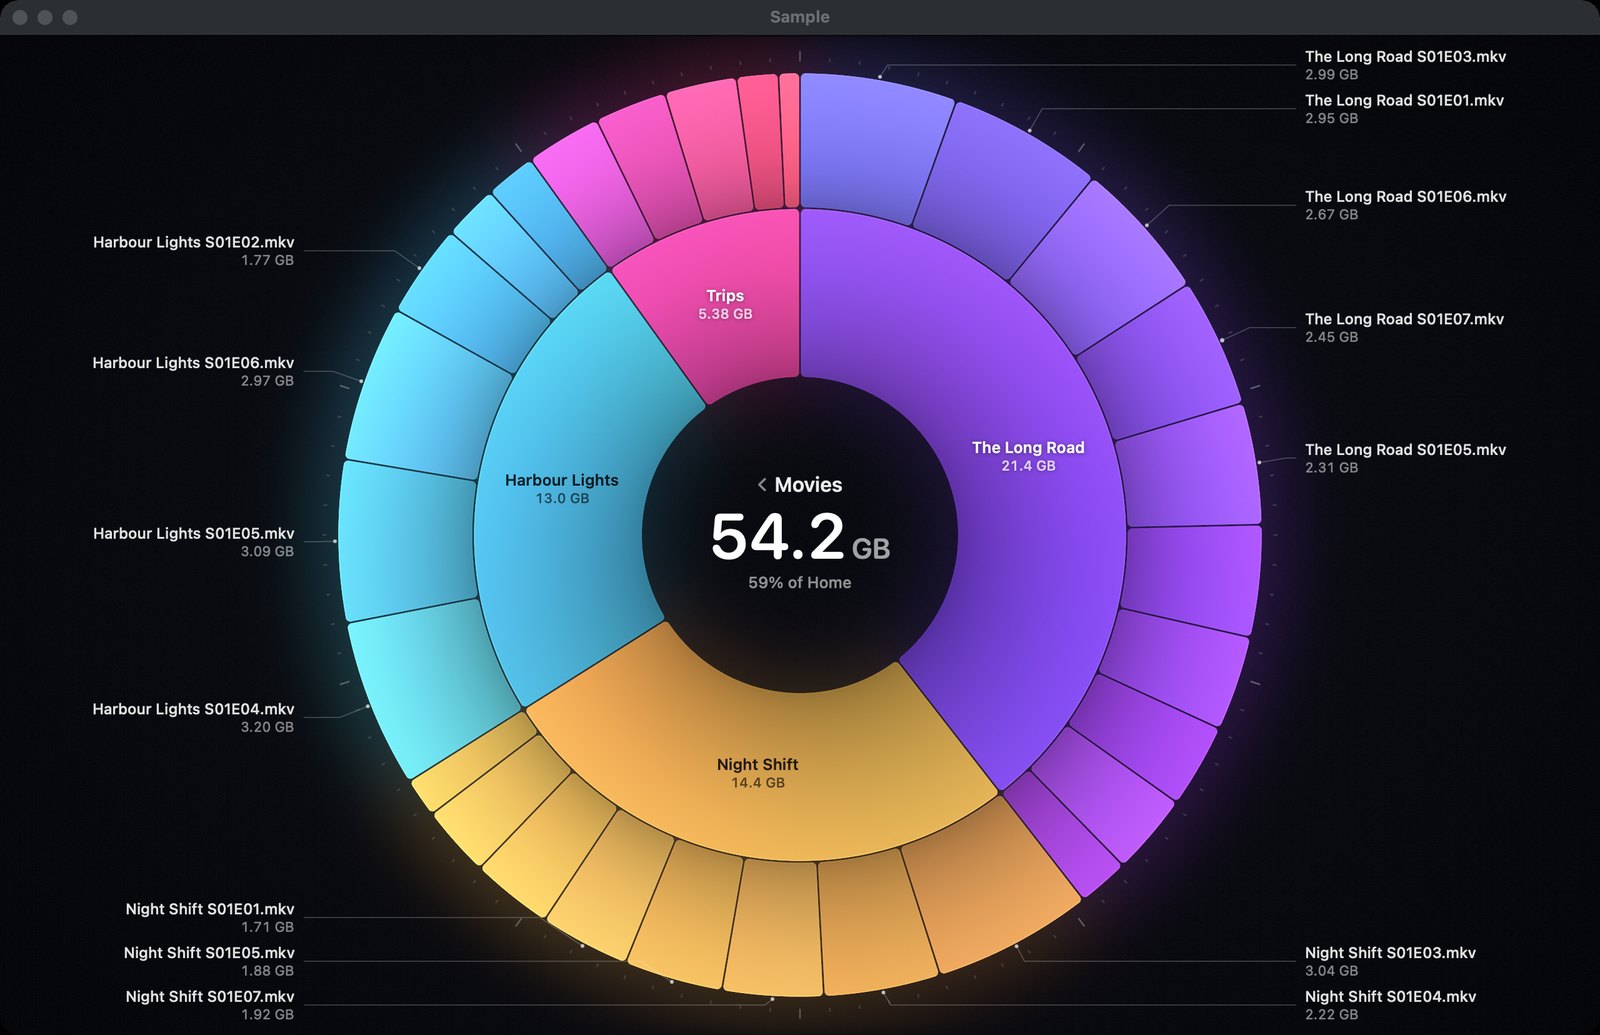 Sample
The Long Road S01E03.mkv
2.99 GB
The Long Road S01E01.mkv
2.95 GB
The Long Road S01E06.mkv
2.67 GB
The Long Road S01E07.mkv
2.45 GB
The Long Road S01E05.mkv
2.31 GB
Harbour Lights S01E02.mkv
1.77 GB
Harbour Lights S01E06.mkv
2.97 GB
Harbour Lights S01E05.mkv
3.09 GB
Harbour Lights S01E04.mkv
3.20 GB
Trips
5.38 GB
The Long Road
21.4 GB
Harbour Lights
13.0 GB
Movies
54.2 GB
59% of Home
Night Shift
14.4 GB
Night Shift S01E01.mkv
1.71 GB
Night Shift S01E05.mkv
1.88 GB
Night Shift S01E07.mkv
1.92 GB
Night Shift S01E03.mkv
3.04 GB
Night Shift S01E04.mkv
2.22 GB